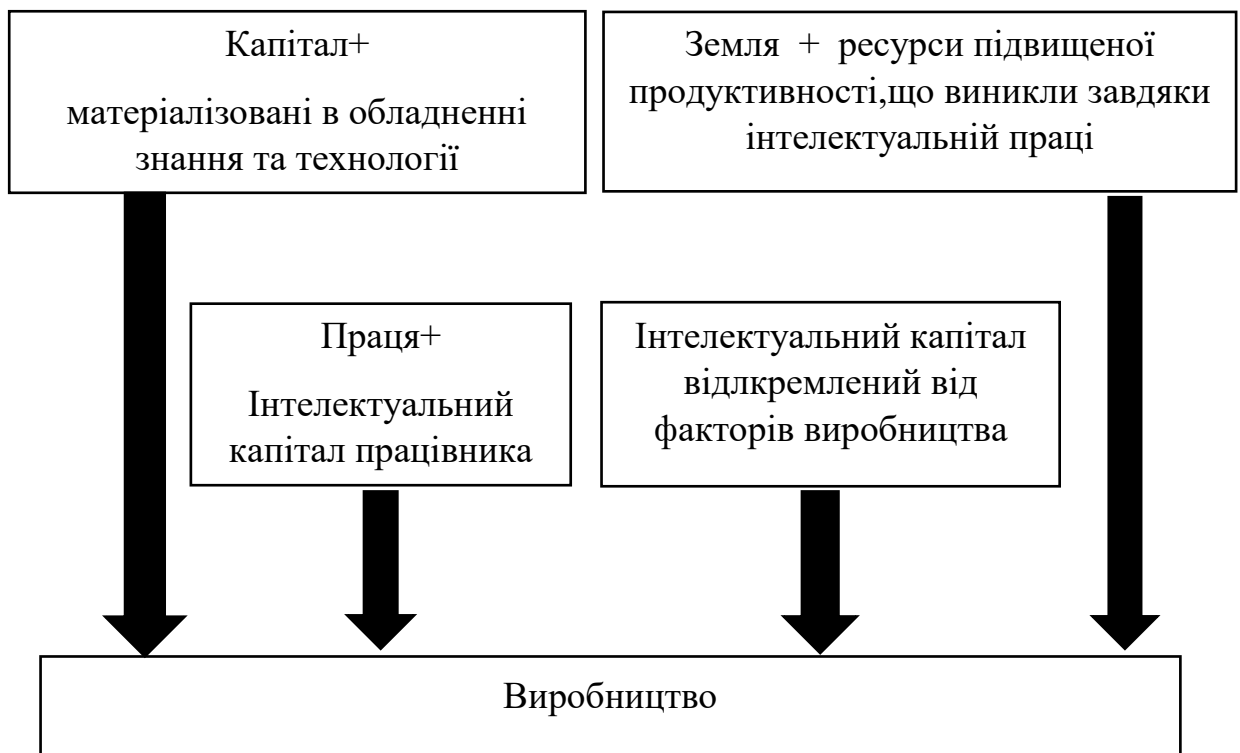 Капітал+
матеріалізовані в обладненні
знання та технології
Земля + ресурси підвищеної
продуктивності,що виникли завдяки
інтелектуальній праці
Праця+
Інтелектуальний
капітал працівника
Інтелектуальний капітал
відлкремлений від
факторів виробництва
Виробництво